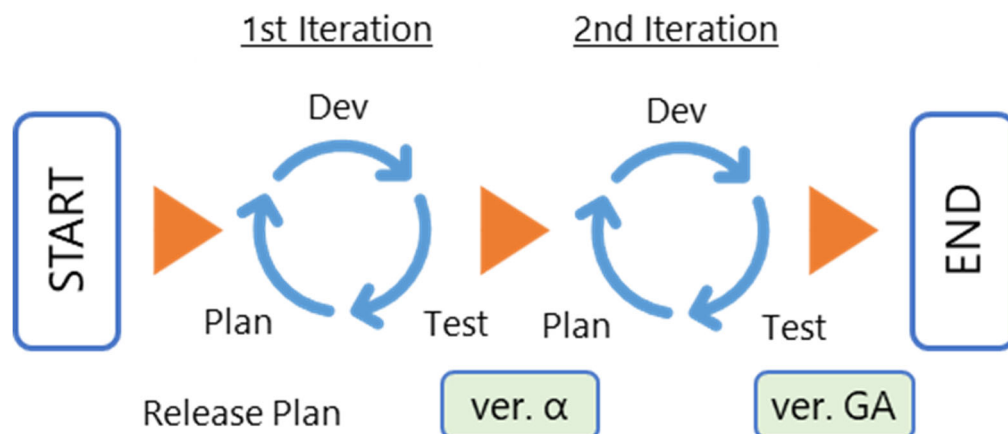 1st Iteration
2nd Iteration
Dev
Dev
START
END
Plan
Test
Plan
Test
Release Plan
ver. α
ver. GA